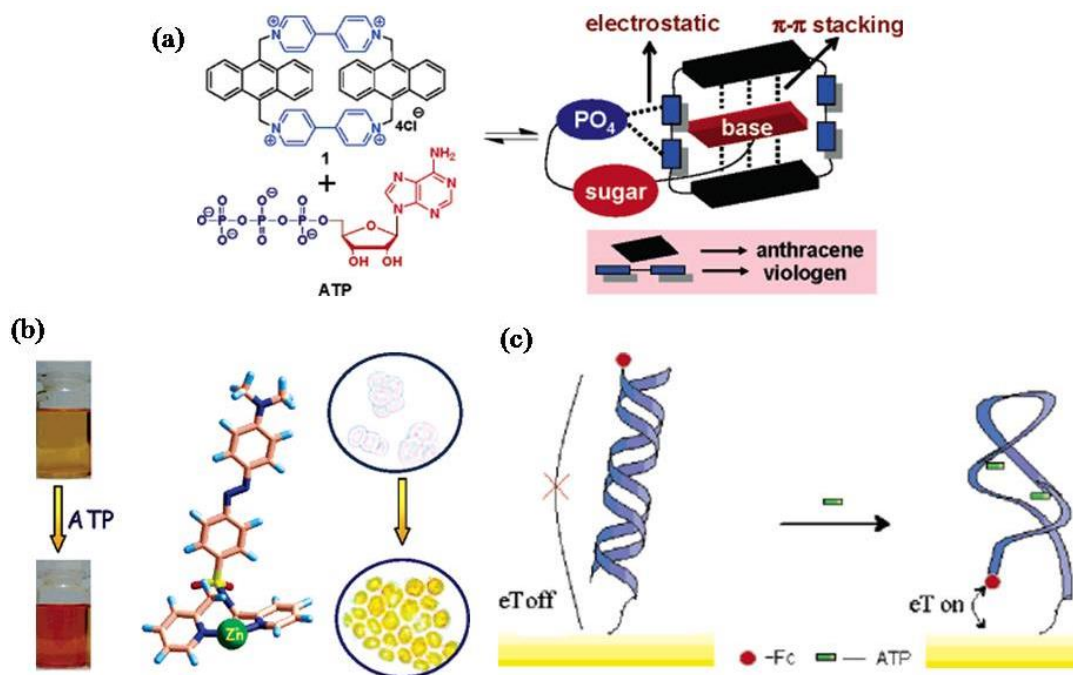 (a)
electrostatic
π-π stacking
N
N
N
N
4Cl
1
+
PO4
base
sugar
NH2
N
N
N
N
O
O
O
O P O P O P O
O
O
O
O
OH OH
ATP
anthracene
viologen
(b)
ATP
Zn
(c)
eT off
eT on
-Fc
ATP